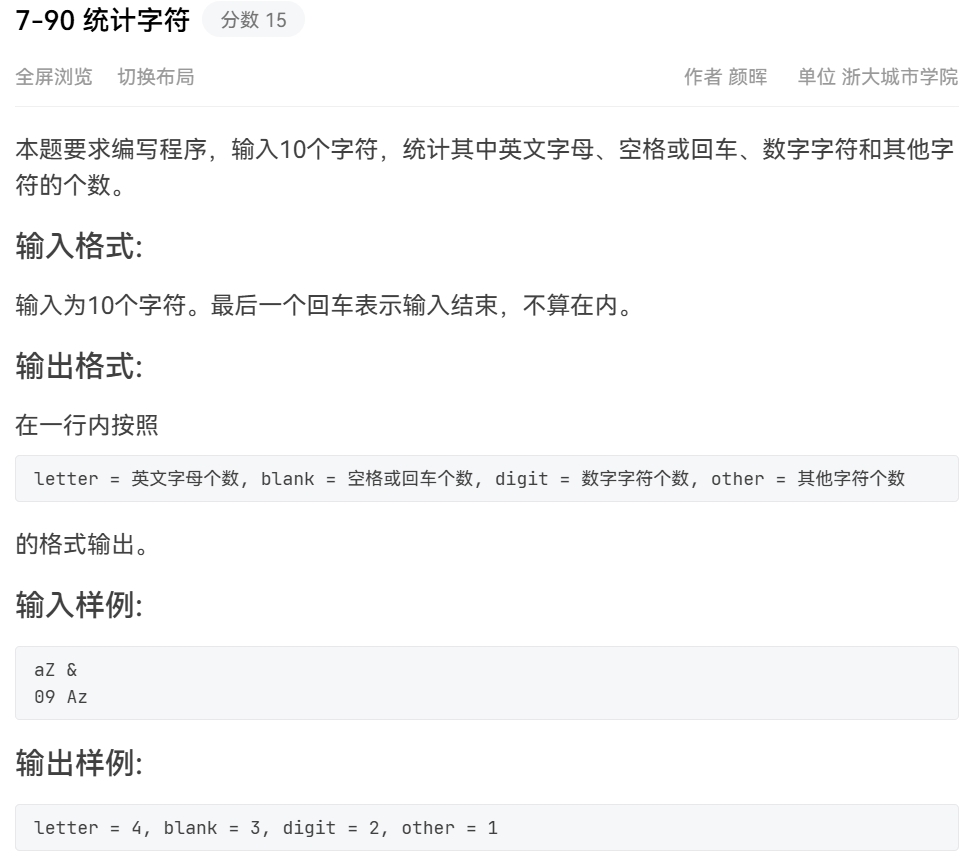 7-90 统计字符 分数 15
全屏浏览 切换布局 作者 颜晖 单位 浙大城市学院
本题要求编写程序，输入10个字符，统计其中英文字母、空格或回车、数字字符和其他字
符的个数。
输入格式:
输入为10个字符。最后一个回车表示输入结束，不算在内。
输出格式:
在一行内按照
letter = 英文字母个数, blank = 空格或回车个数, digit = 数字字符个数, other = 其他字符个数
的格式输出。
输入样例:
aZ &
09 Az
输出样例:
letter = 4, blank = 3, digit = 2, other = 1